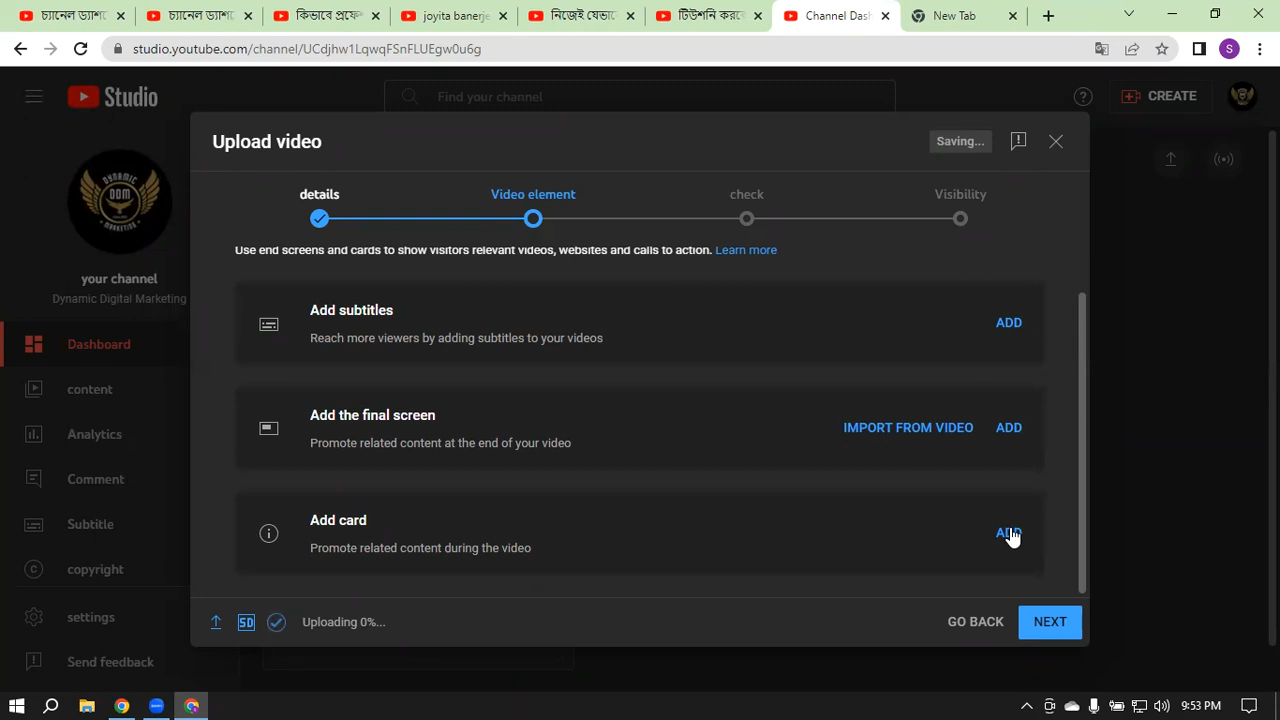 চ্যানেল ড্যাশ
চ্যানেল ড্যাশ
কিভাবে প্রফে
joyita banerje
নিজেই যেভাবে
টিউশনি করবে
Channel Das
New Tab
studio.youtube.com/channel/UCdjhw1LqwqFSnFLUEgw0u6g
S
Studio
Find your channel
CREATE
Upload video
Saving...
details
Video element
check
Visibility
DYNAMIC
DDM
MARKETING
your channel
Dynamic Digital Marketing
Use end screens and cards to show visitors relevant videos, websites and calls to action. Learn more
Add subtitles
Reach more viewers by adding subtitles to your videos
ADD
Dashboard
content
Analytics
Comment
Subtitle
copyright
settings
Send feedback
Add the final screen
Promote related content at the end of your video
IMPORT FROM VIDEO
ADD
Add card
Promote related content during the video
ADD
SD
Uploading 0%...
GO BACK
NEXT
9:53 PM